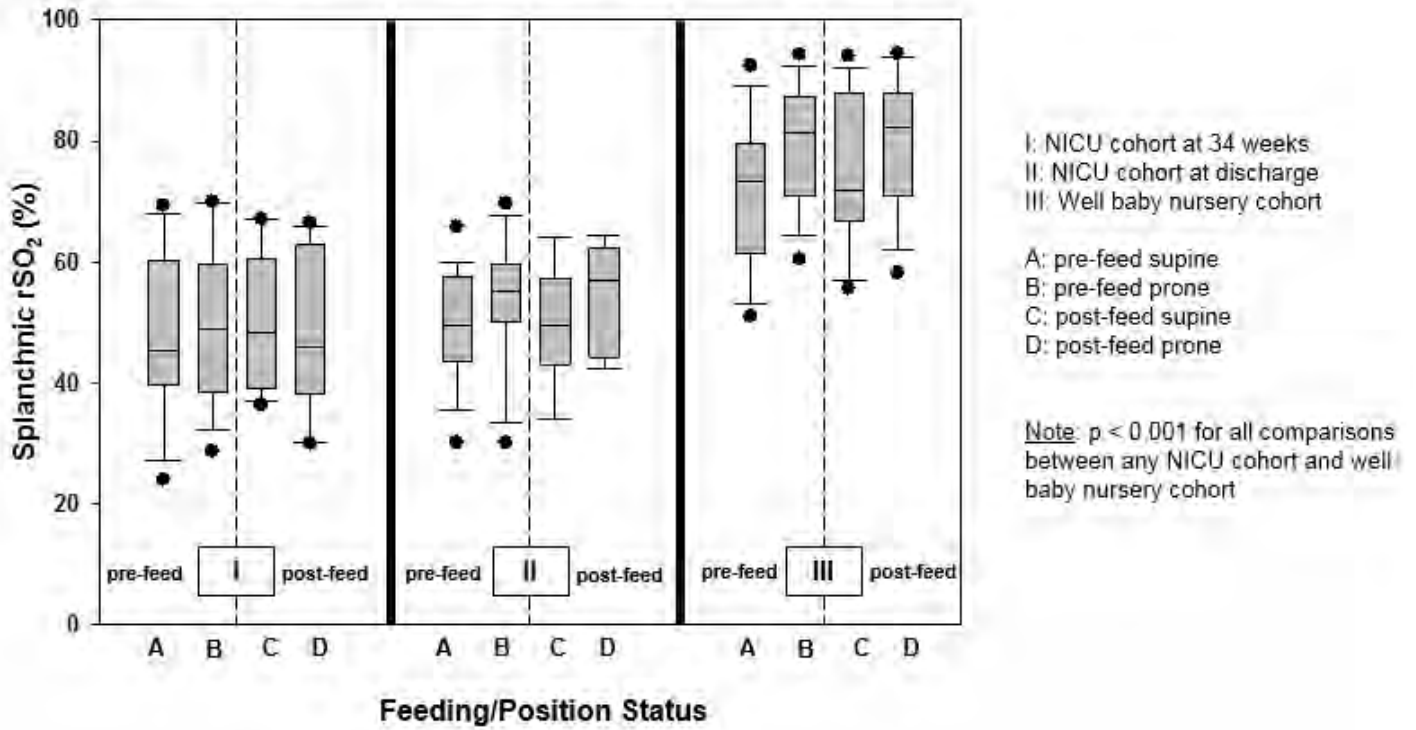 100
80
60
40
20
0
Splanchnic rSO₂ (%)
pre-feed I post-feed
pre-feed II post-feed
pre-feed III post-feed
A B C D
A B C D
A B C D
Feeding/Position Status
I: NICU cohort at 34 weeks
II: NICU cohort at discharge
III: Well baby nursery cohort
A: pre-feed supine
B: pre-feed prone
C: post-feed supine
D: post-feed prone
Note: p < 0.001 for all comparisons
between any NICU cohort and well
baby nursery cohort